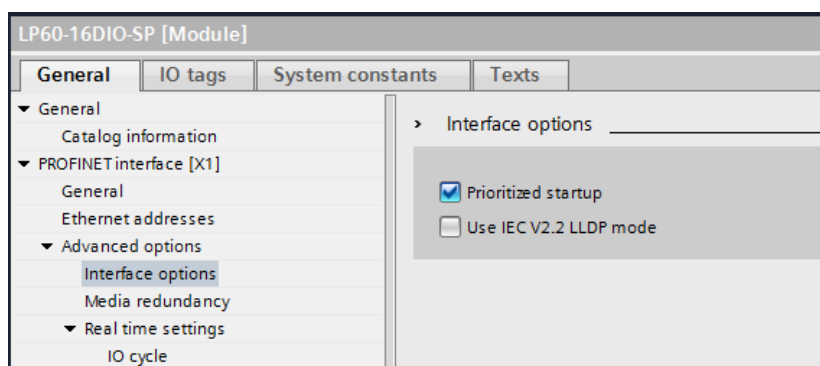 LP60-16DIO-SP [Module]
General
IO tags
System constants
Texts
General
Catalog information
PROFINET interface [X1]
General
Ethernet addresses
Advanced options
Interface options
Media redundancy
Real time settings
IO cycle
Interface options
Prioritized startup
Use IEC V2.2 LLDP mode